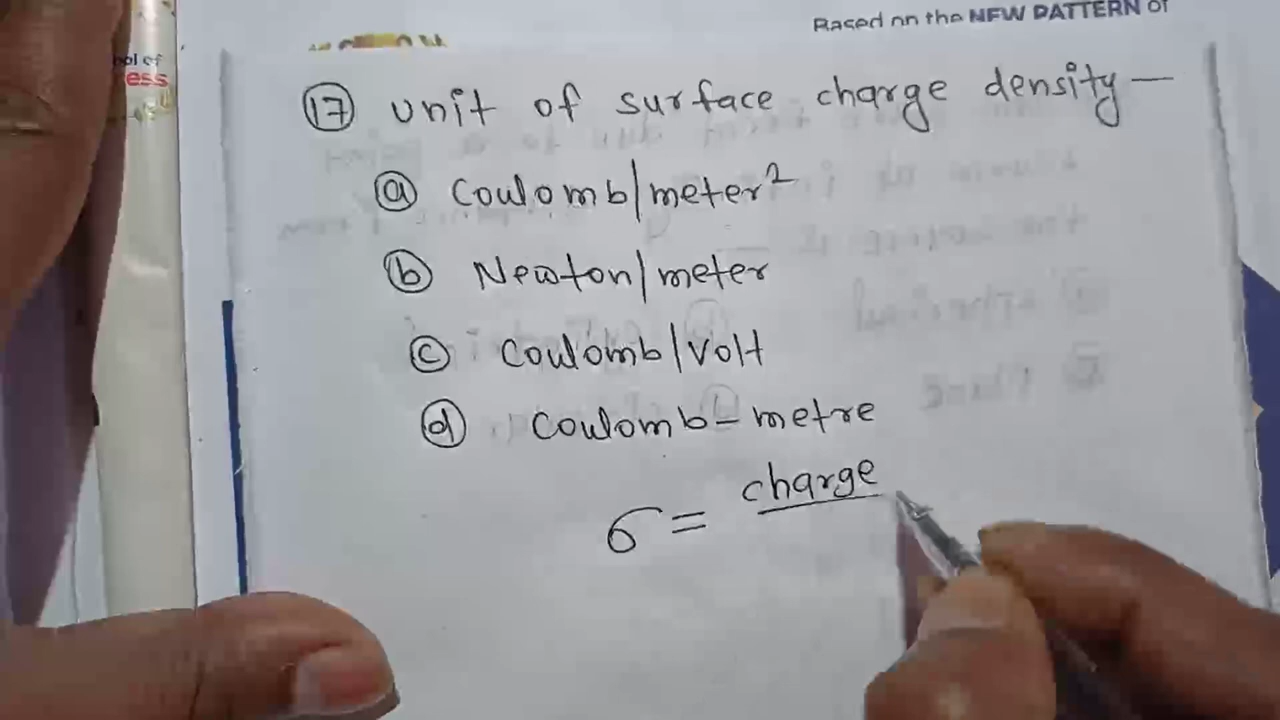 Based on the NEW PATTERN of
ess
17 unit of surface charge density —
a Coulomb/meter²
b Newton/meter
c Coulomb/Volt
d Coulomb - metre
σ = charge